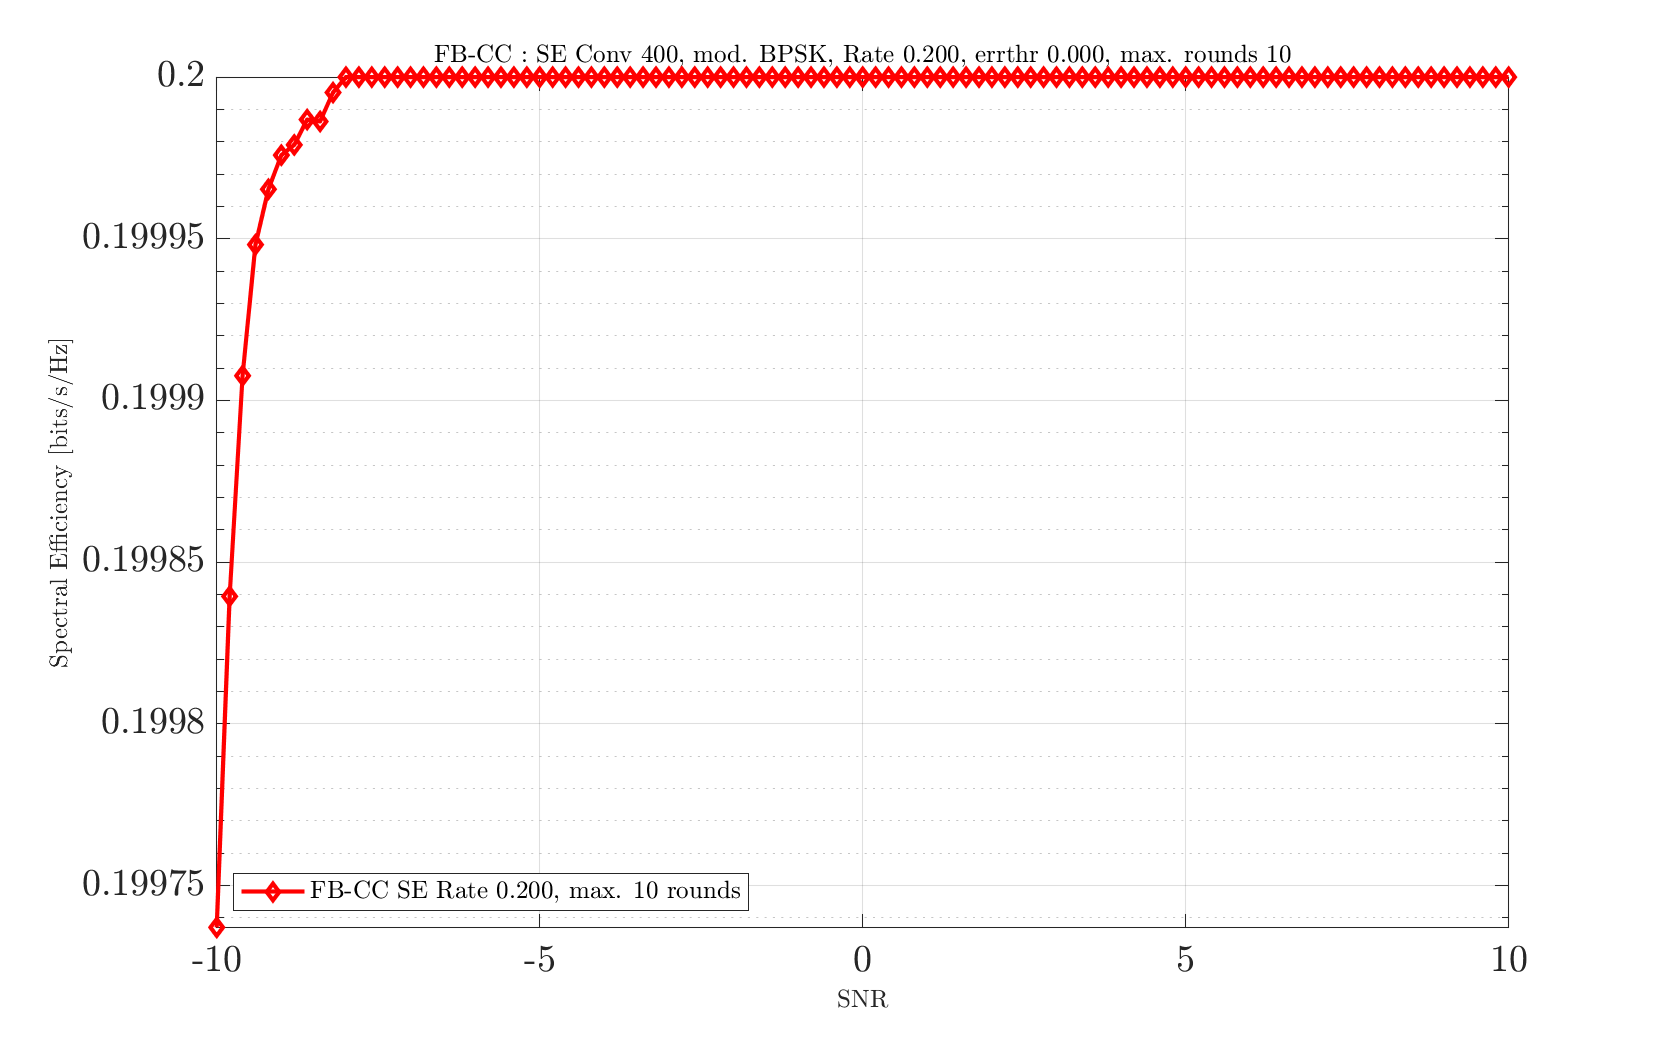 FB-CC : SE Conv 400, mod. BPSK, Rate 0.200, errthr 0.000, max. rounds 10
0.2
0.19995
0.1999
0.19985
0.1998
0.19975
Spectral Efficiency [bits/s/Hz]
FB-CC SE Rate 0.200, max. 10 rounds
-10
-5
0
5
10
SNR